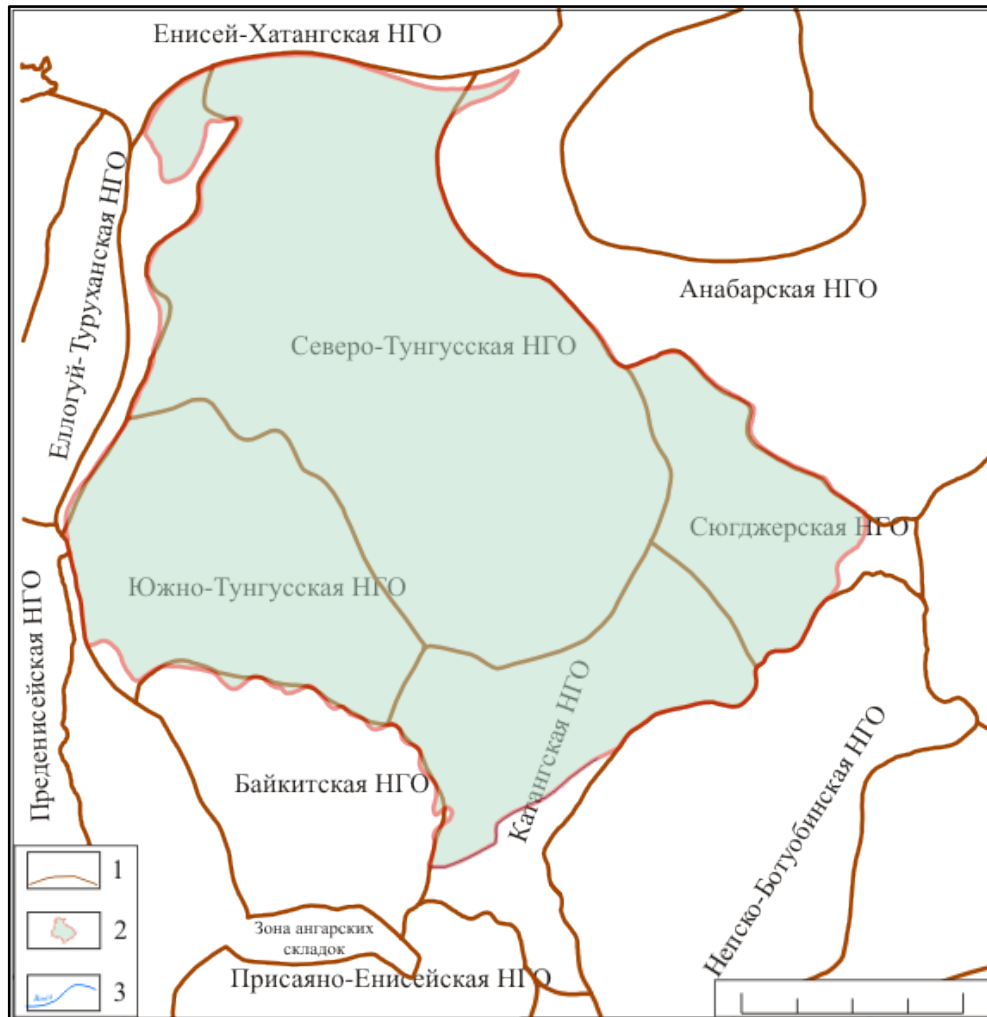 Енисей-Хатангская НГО
Еллогуй-Туруханская НГО
Анабарская НГО
Северо-Тунгусская НГО
Сюгджерская НГО
Южно-Тунгусская НГО
Преденисейская НГО
Катангская НГО
Байкитская НГО
Непско-Ботуобинская НГО
Зона ангарских
складок
Присаяно-Енисейская НГО
1
2
3